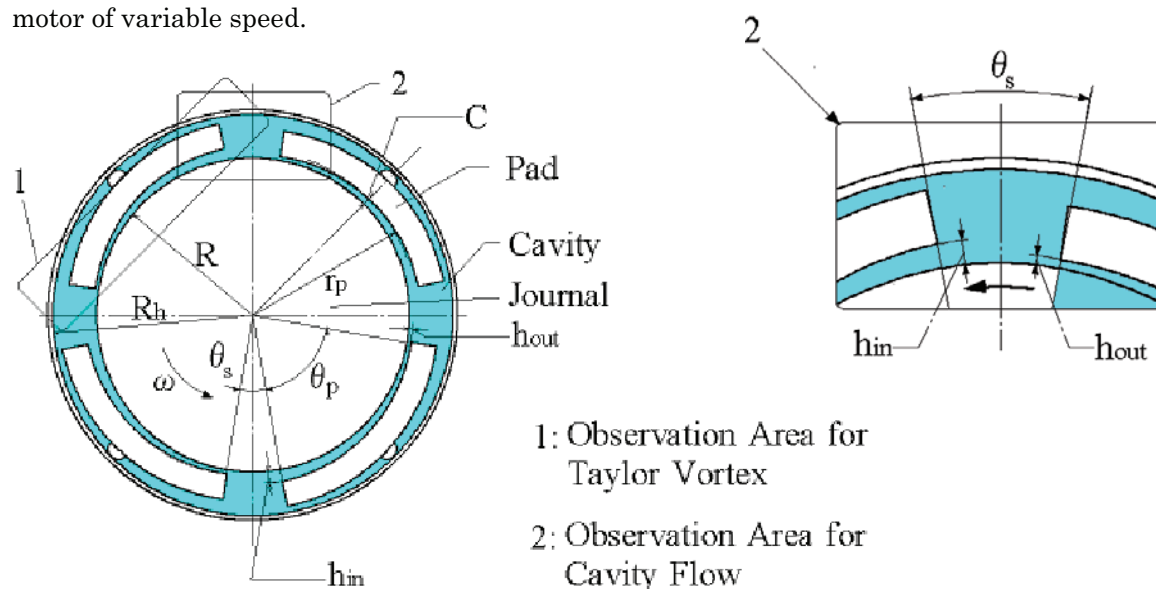 motor of variable speed.
2
C
Pad
1
Cavity
R
rp
Journal
Rh
hout
θs
θp
ω
hin
2
θs
hin
hout
1: Observation Area for
Taylor Vortex
2: Observation Area for
Cavity Flow